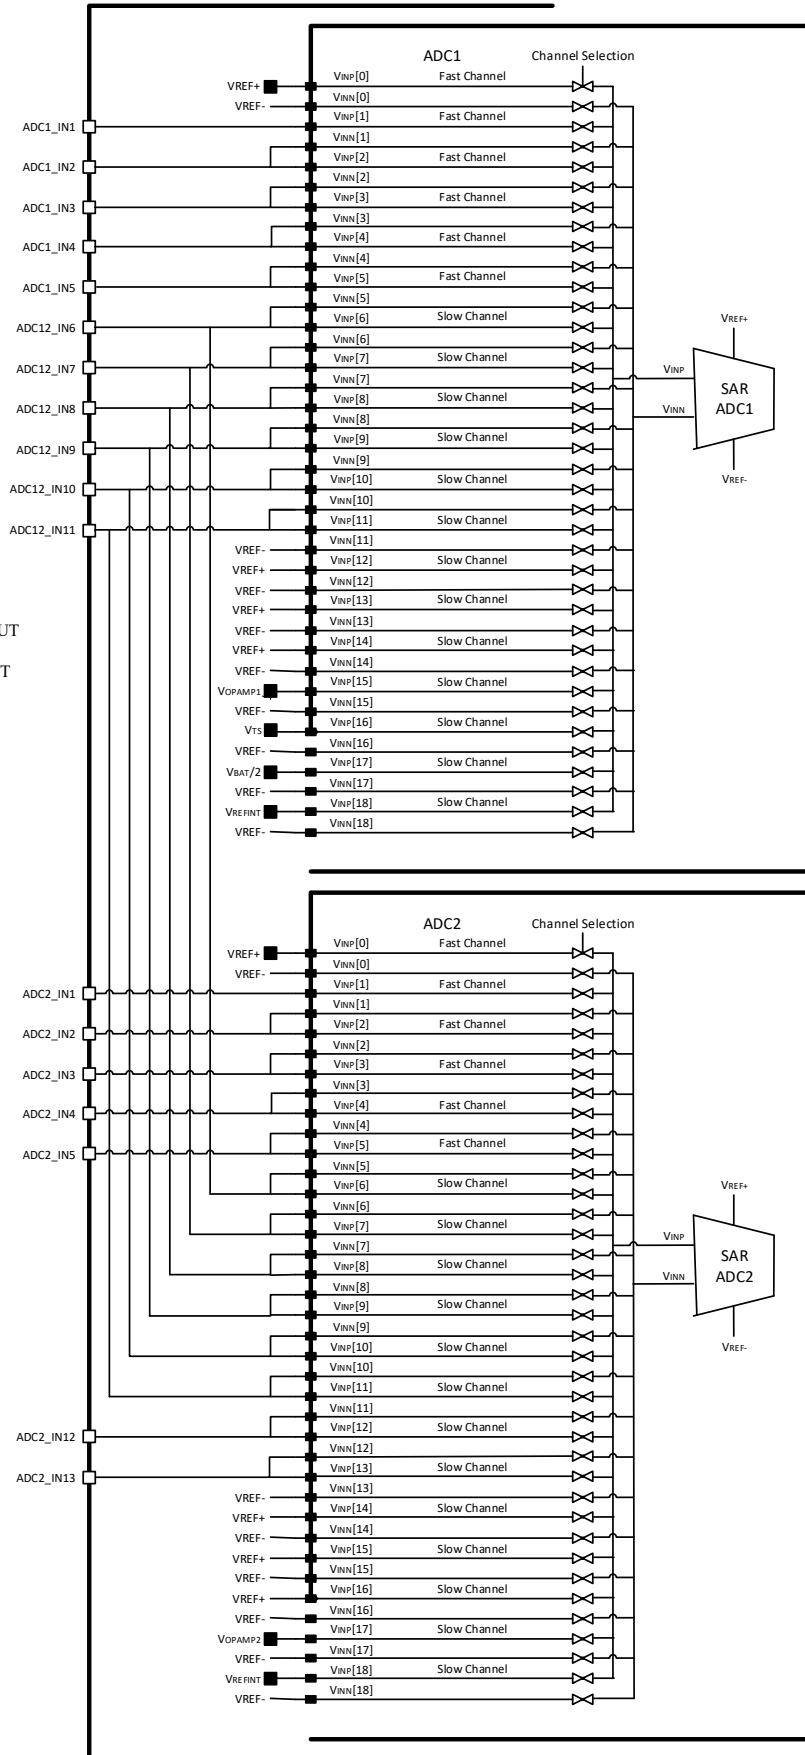 ADC1
Channel Selection
VREF+
VINP[0]
Fast Channel
VREF-
VINN[0]
ADC1_IN1
VINP[1]
Fast Channel
VINN[1]
ADC1_IN2
VINP[2]
Fast Channel
VINN[2]
ADC1_IN3
VINP[3]
Fast Channel
VINN[3]
ADC1_IN4
VINP[4]
Fast Channel
VINN[4]
ADC1_IN5
VINP[5]
Fast Channel
VINN[5]
ADC12_IN6
VINP[6]
Slow Channel
VINN[6]
ADC12_IN7
VINP[7]
Slow Channel
VINN[7]
ADC12_IN8
VINP[8]
Slow Channel
VINN[8]
ADC12_IN9
VINP[9]
Slow Channel
VINN[9]
ADC12_IN10
VINP[10]
Slow Channel
VINN[10]
ADC12_IN11
VINP[11]
Slow Channel
VREF-
VINN[11]
VREF+
VINP[12]
Slow Channel
VREF-
VINN[12]
VREF+
VINP[13]
Slow Channel
VREF-
VINN[13]
VREF+
VINP[14]
Slow Channel
VREF-
VINN[14]
VOPAMP1
VINP[15]
Slow Channel
VREF-
VINN[15]
VTS
VINP[16]
Slow Channel
VREF-
VINN[16]
VBAT/2
VINP[17]
Slow Channel
VREF-
VINN[17]
VREFINT
VINP[18]
Slow Channel
VREF-
VINN[18]
VREF+
VINP
SAR
ADC1
VINN
VREF-
UT
T
ADC2
Channel Selection
VREF+
VINP[0]
Fast Channel
VREF-
VINN[0]
ADC2_IN1
VINP[1]
Fast Channel
VINN[1]
ADC2_IN2
VINP[2]
Fast Channel
VINN[2]
ADC2_IN3
VINP[3]
Fast Channel
VINN[3]
ADC2_IN4
VINP[4]
Fast Channel
VINN[4]
ADC2_IN5
VINP[5]
Fast Channel
VINN[5]
VINP[6]
Slow Channel
VINN[6]
VINP[7]
Slow Channel
VINN[7]
VINP[8]
Slow Channel
VINN[8]
VINP[9]
Slow Channel
VINN[9]
VINP[10]
Slow Channel
VINN[10]
VINP[11]
Slow Channel
VINN[11]
ADC2_IN12
VINP[12]
Slow Channel
VINN[12]
ADC2_IN13
VINP[13]
Slow Channel
VREF-
VINN[13]
VREF+
VINP[14]
Slow Channel
VREF-
VINN[14]
VREF+
VINP[15]
Slow Channel
VREF-
VINN[15]
VREF+
VINP[16]
Slow Channel
VREF-
VINN[16]
VOPAMP2
VINP[17]
Slow Channel
VREF-
VINN[17]
VREFINT
VINP[18]
Slow Channel
VREF-
VINN[18]
VREF+
VINP
SAR
ADC2
VINN
VREF-